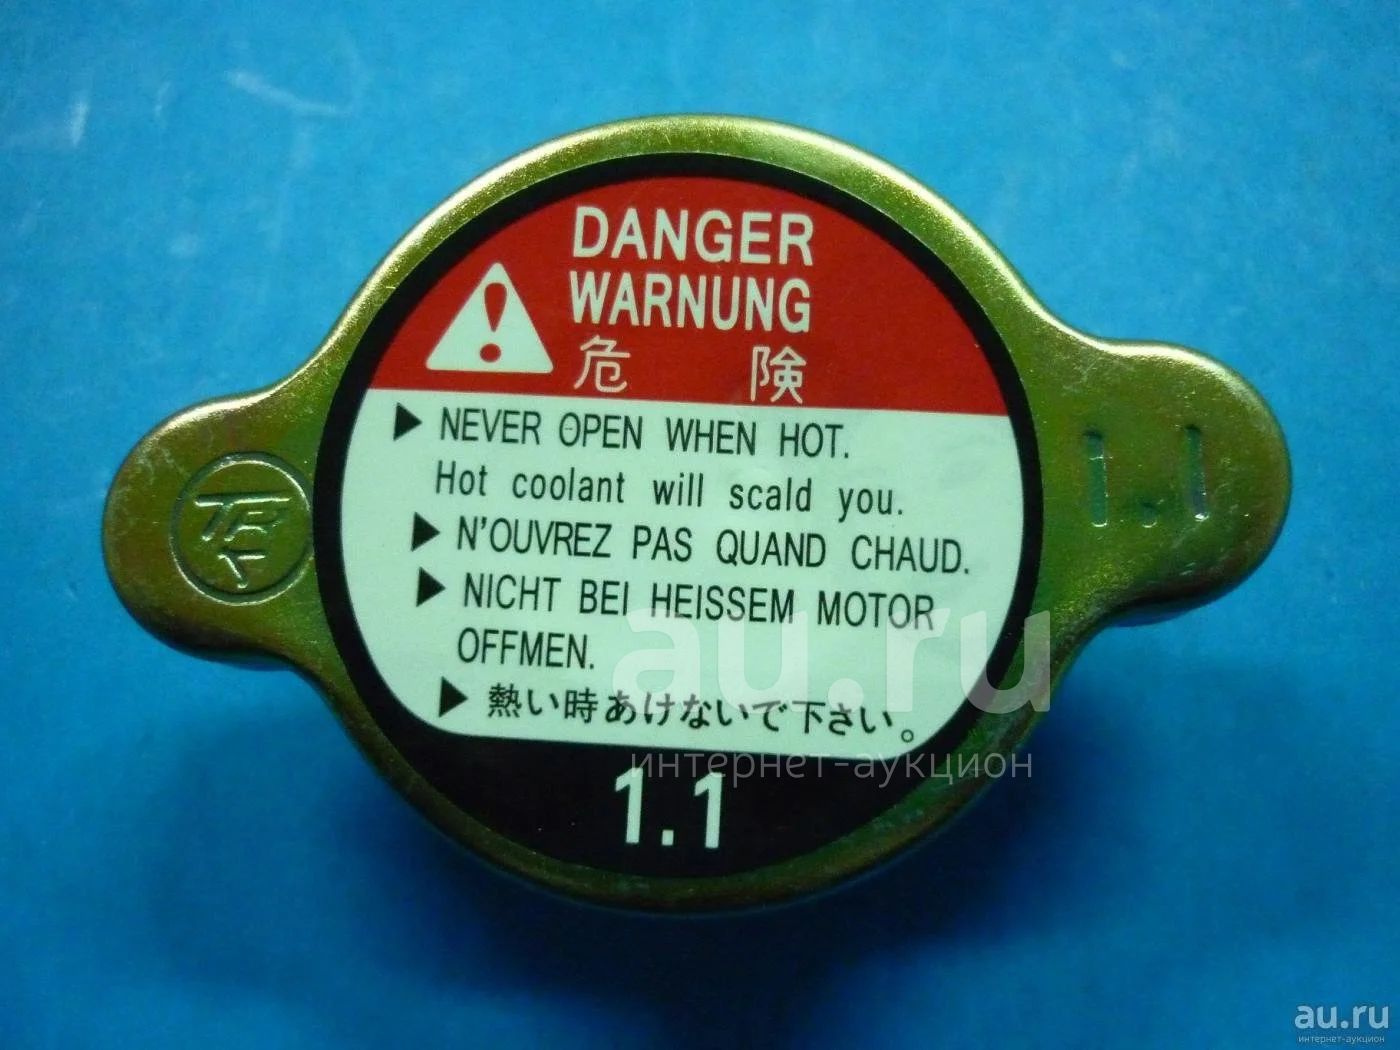 DANGER
WARNUNG
危 険
NEVER OPEN WHEN HOT.
Hot coolant will scald you.
N'OUVREZ PAS QUAND CHAUD.
NICHT BEI HEISSEM MOTOR
OFFMEN.
熱い時あけないで下さい。
1.1
1.1
au.ru
интернет-аукцион
au.ru
интернет-аукцион